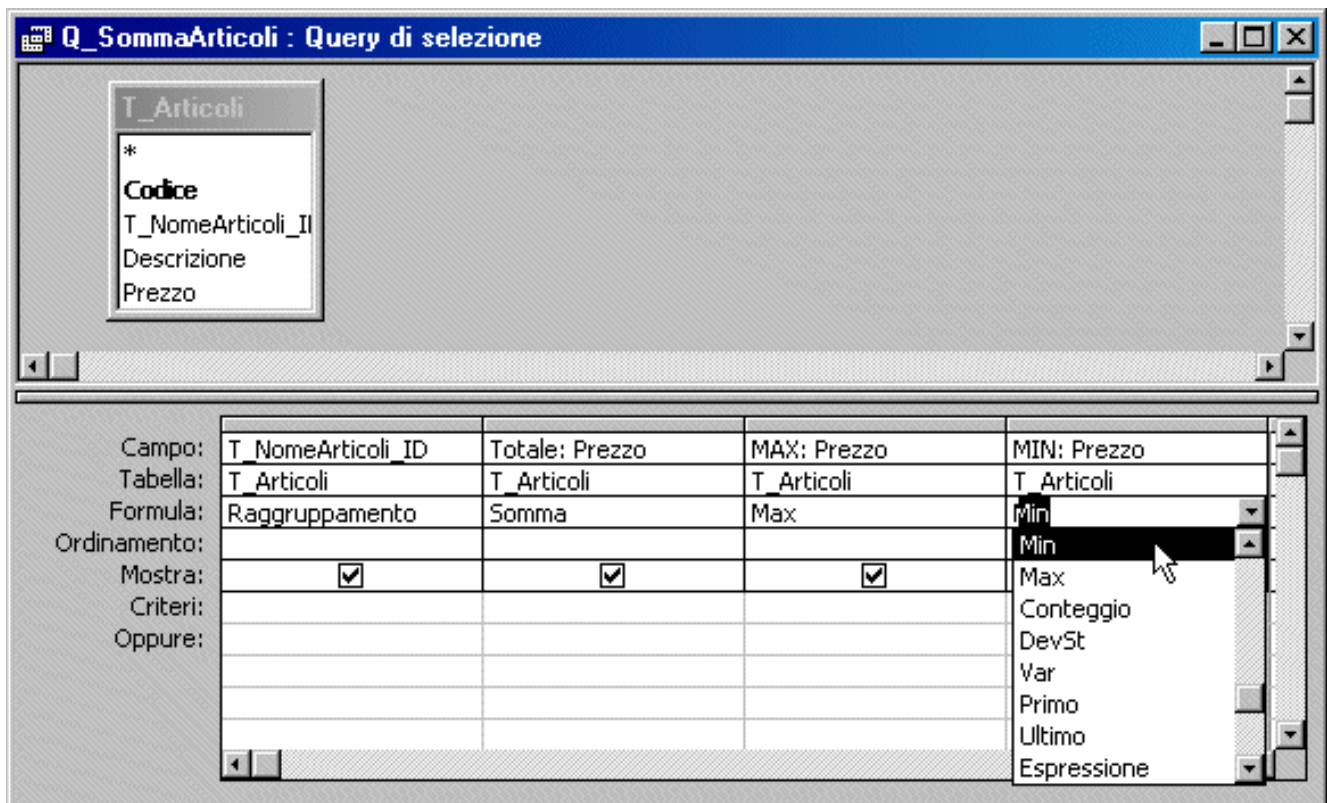 Q_SommaArticoli : Query di selezione
T_Articoli
*
Codice
T_NomeArticoli_I
Descrizione
Prezzo
Campo: T_NomeArticoli_ID Totale: Prezzo MAX: Prezzo MIN: Prezzo
Tabella: T_Articoli T_Articoli T_Articoli T_Articoli
Formula: Raggruppamento Somma Max Min
Ordinamento: Min
Mostra: Max
Criteri: Conteggio
Oppure: DevSt
Var
Primo
Ultimo
Espressione